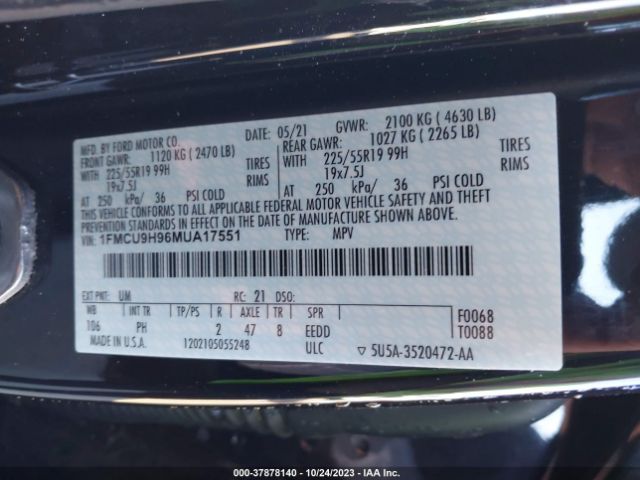 MFD. BY FORD MOTOR CO. DATE: 05/21 GVWR: 2100 KG ( 4630 LB)
FRONT GAWR: 1120 KG ( 2470 LB) REAR GAWR: 1027 KG ( 2265 LB)
WITH 225/55R19 99H TIRES WITH 225/55R19 99H TIRES
19x7.5J RIMS 19x7.5J RIMS
AT 250 kPa/ 36 PSI COLD AT 250 kPa/ 36 PSI COLD
THIS VEHICLE CONFORMS TO ALL APPLICABLE FEDERAL MOTOR VEHICLE SAFETY AND THEFT
PREVENTION STANDARDS IN EFFECT ON THE DATE OF MANUFACTURE SHOWN ABOVE.
VIN: 1FMCU9H96MUA17551 TYPE: MPV
EXT PNT: UM RC: 21 DSO:
WB INT TR TP/PS R AXLE TR SPR F0068
106 PH 2 47 8 EEDD T0088
MADE IN U.S.A. 1202105055248 ULC ▽ 5U5A-3520472-AA
000-37878140 • 10/24/2023 • IAAI.com